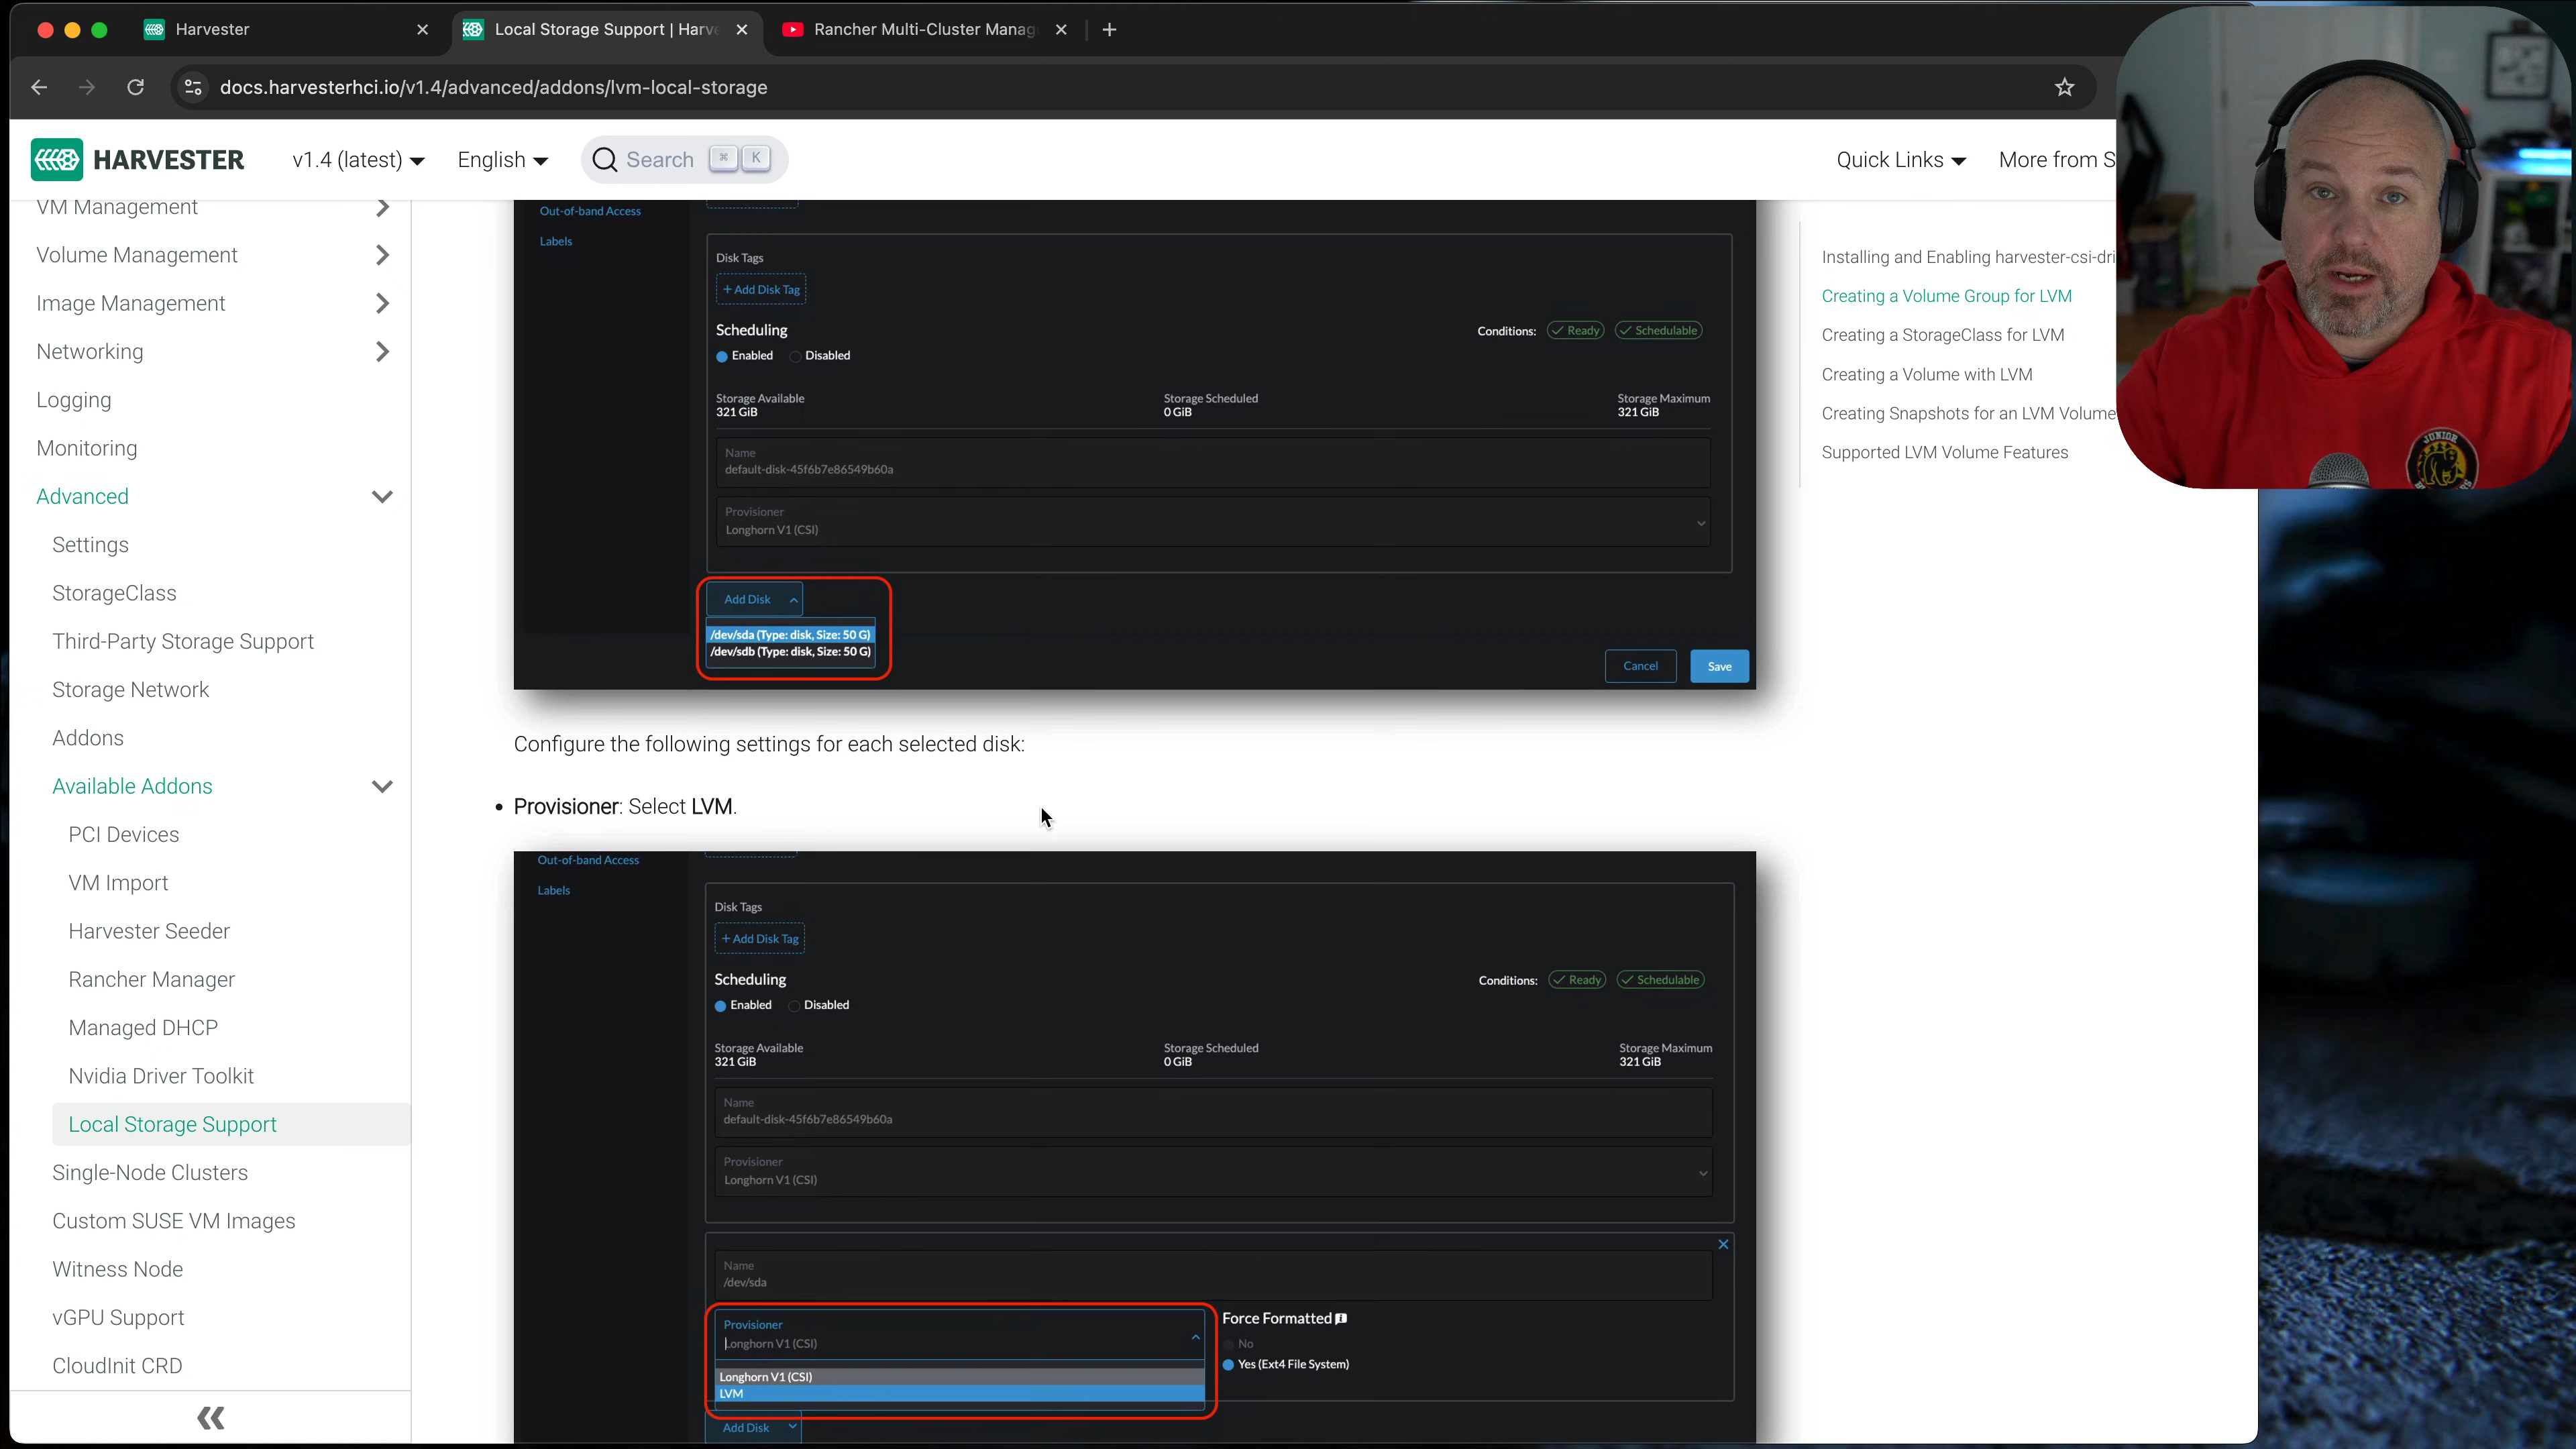 Harvester
Local Storage Support | Harve
Rancher Multi-Cluster Manag
docs.harvesterhci.io/v1.4/advanced/addons/lvm-local-storage
HARVESTER
v1.4 (latest)
English
Search
⌘ K
Quick Links
More from S
VM Management
Volume Management
Image Management
Networking
Logging
Monitoring
Advanced
Settings
StorageClass
Third-Party Storage Support
Storage Network
Addons
Available Addons
PCI Devices
VM Import
Harvester Seeder
Rancher Manager
Managed DHCP
Nvidia Driver Toolkit
Local Storage Support
Single-Node Clusters
Custom SUSE VM Images
Witness Node
vGPU Support
CloudInit CRD
Out-of-band Access
Labels
Disk Tags
+ Add Disk Tag
Scheduling
Conditions: Ready Schedulable
Enabled Disabled
Storage Available
321 GiB
Storage Scheduled
0 GiB
Storage Maximum
321 GiB
Name
default-disk-45f6b7e86549b60a
Provisioner
Longhorn V1 (CSI)
Add Disk
/dev/sda (Type: disk, Size: 50 G)
/dev/sdb (Type: disk, Size: 50 G)
Cancel
Save
Configure the following settings for each selected disk:
• Provisioner: Select LVM.
Out-of-band Access
Labels
Disk Tags
+ Add Disk Tag
Scheduling
Conditions: Ready Schedulable
Enabled Disabled
Storage Available
321 GiB
Storage Scheduled
0 GiB
Storage Maximum
321 GiB
Name
default-disk-45f6b7e86549b60a
Provisioner
Longhorn V1 (CSI)
Name
/dev/sda
Provisioner
Longhorn V1 (CSI)
Longhorn V1 (CSI)
LVM
Force Formatted
No
Yes (Ext4 File System)
Add Disk
Installing and Enabling harvester-csi-dri
Creating a Volume Group for LVM
Creating a StorageClass for LVM
Creating a Volume with LVM
Creating Snapshots for an LVM Volume
Supported LVM Volume Features
JUNIOR